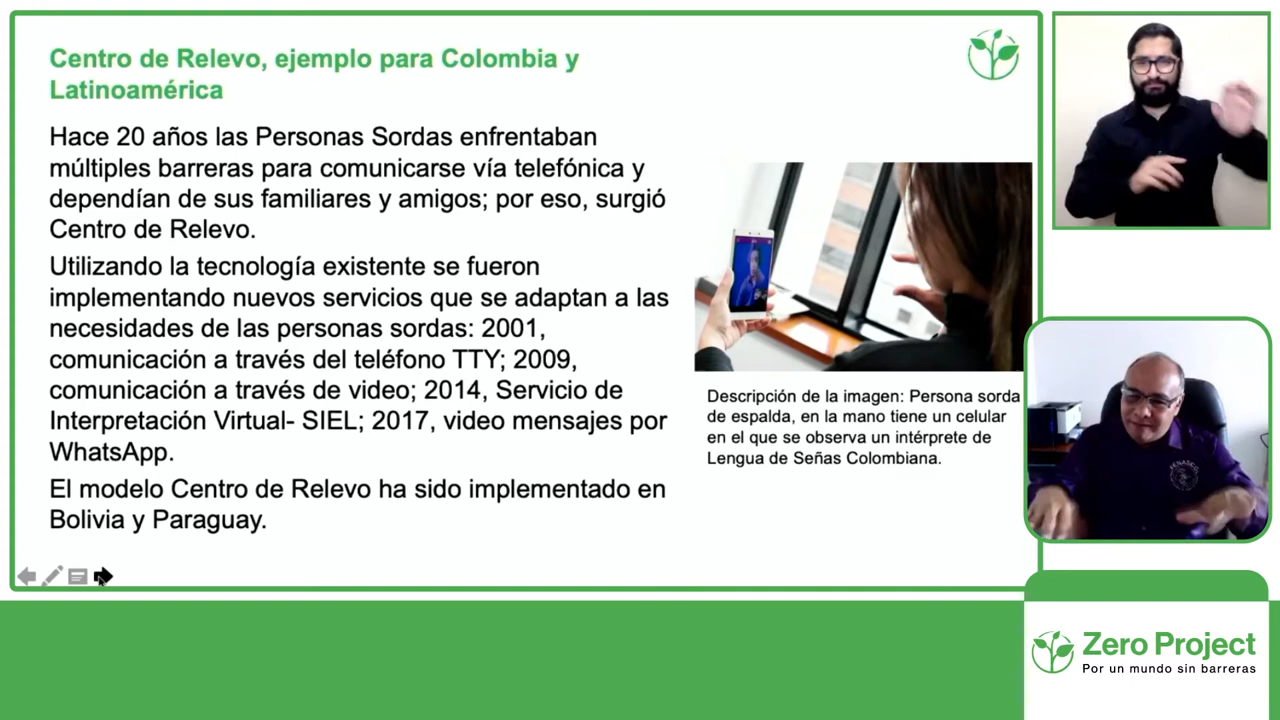 Centro de Relevo, ejemplo para Colombia y
Latinoamérica
Hace 20 años las Personas Sordas enfrentaban
múltiples barreras para comunicarse vía telefónica y
dependían de sus familiares y amigos; por eso, surgió
Centro de Relevo.
Utilizando la tecnología existente se fueron
implementando nuevos servicios que se adaptan a las
necesidades de las personas sordas: 2001,
comunicación a través del teléfono TTY; 2009,
comunicación a través de video; 2014, Servicio de
Interpretación Virtual- SIEL; 2017, video mensajes por
WhatsApp.
El modelo Centro de Relevo ha sido implementado en
Bolivia y Paraguay.
Descripción de la imagen: Persona sorda
de espalda, en la mano tiene un celular
en el que se observa un intérprete de
Lengua de Señas Colombiana.
FENASCOL
Zero Project
Por un mundo sin barreras